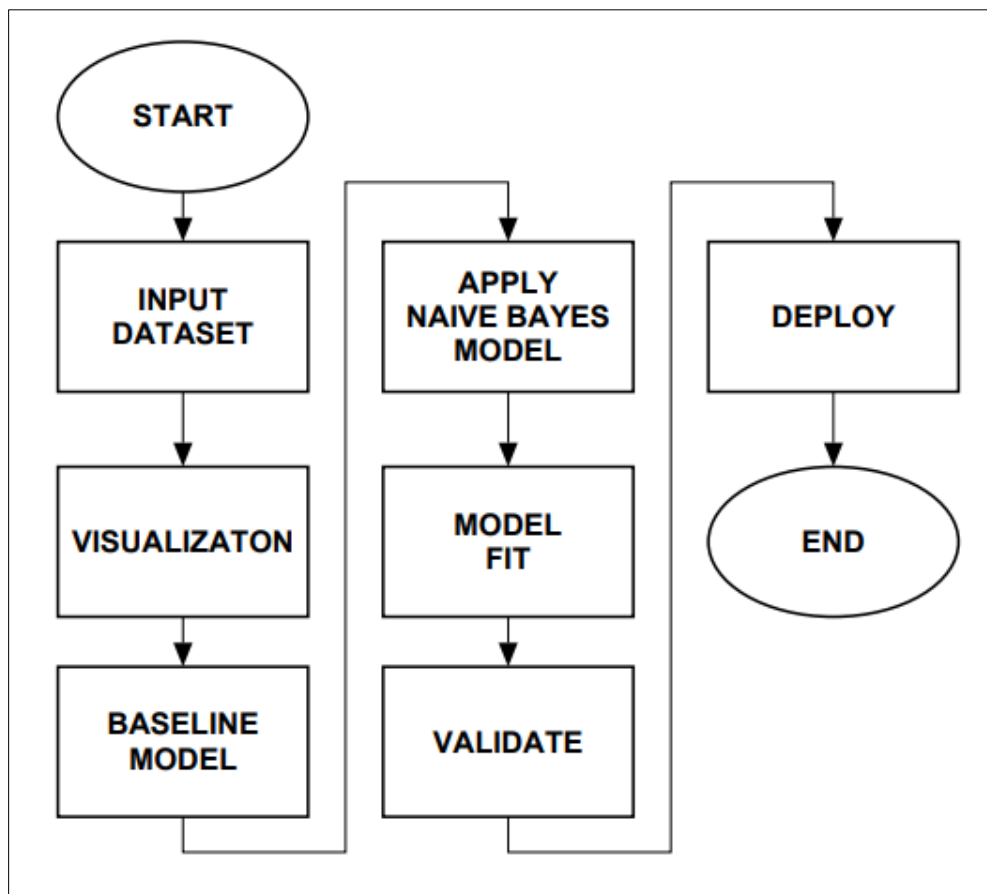 START
INPUT
DATASET
VISUALIZATON
BASELINE
MODEL
APPLY
NAIVE BAYES
MODEL
MODEL
FIT
VALIDATE
DEPLOY
END